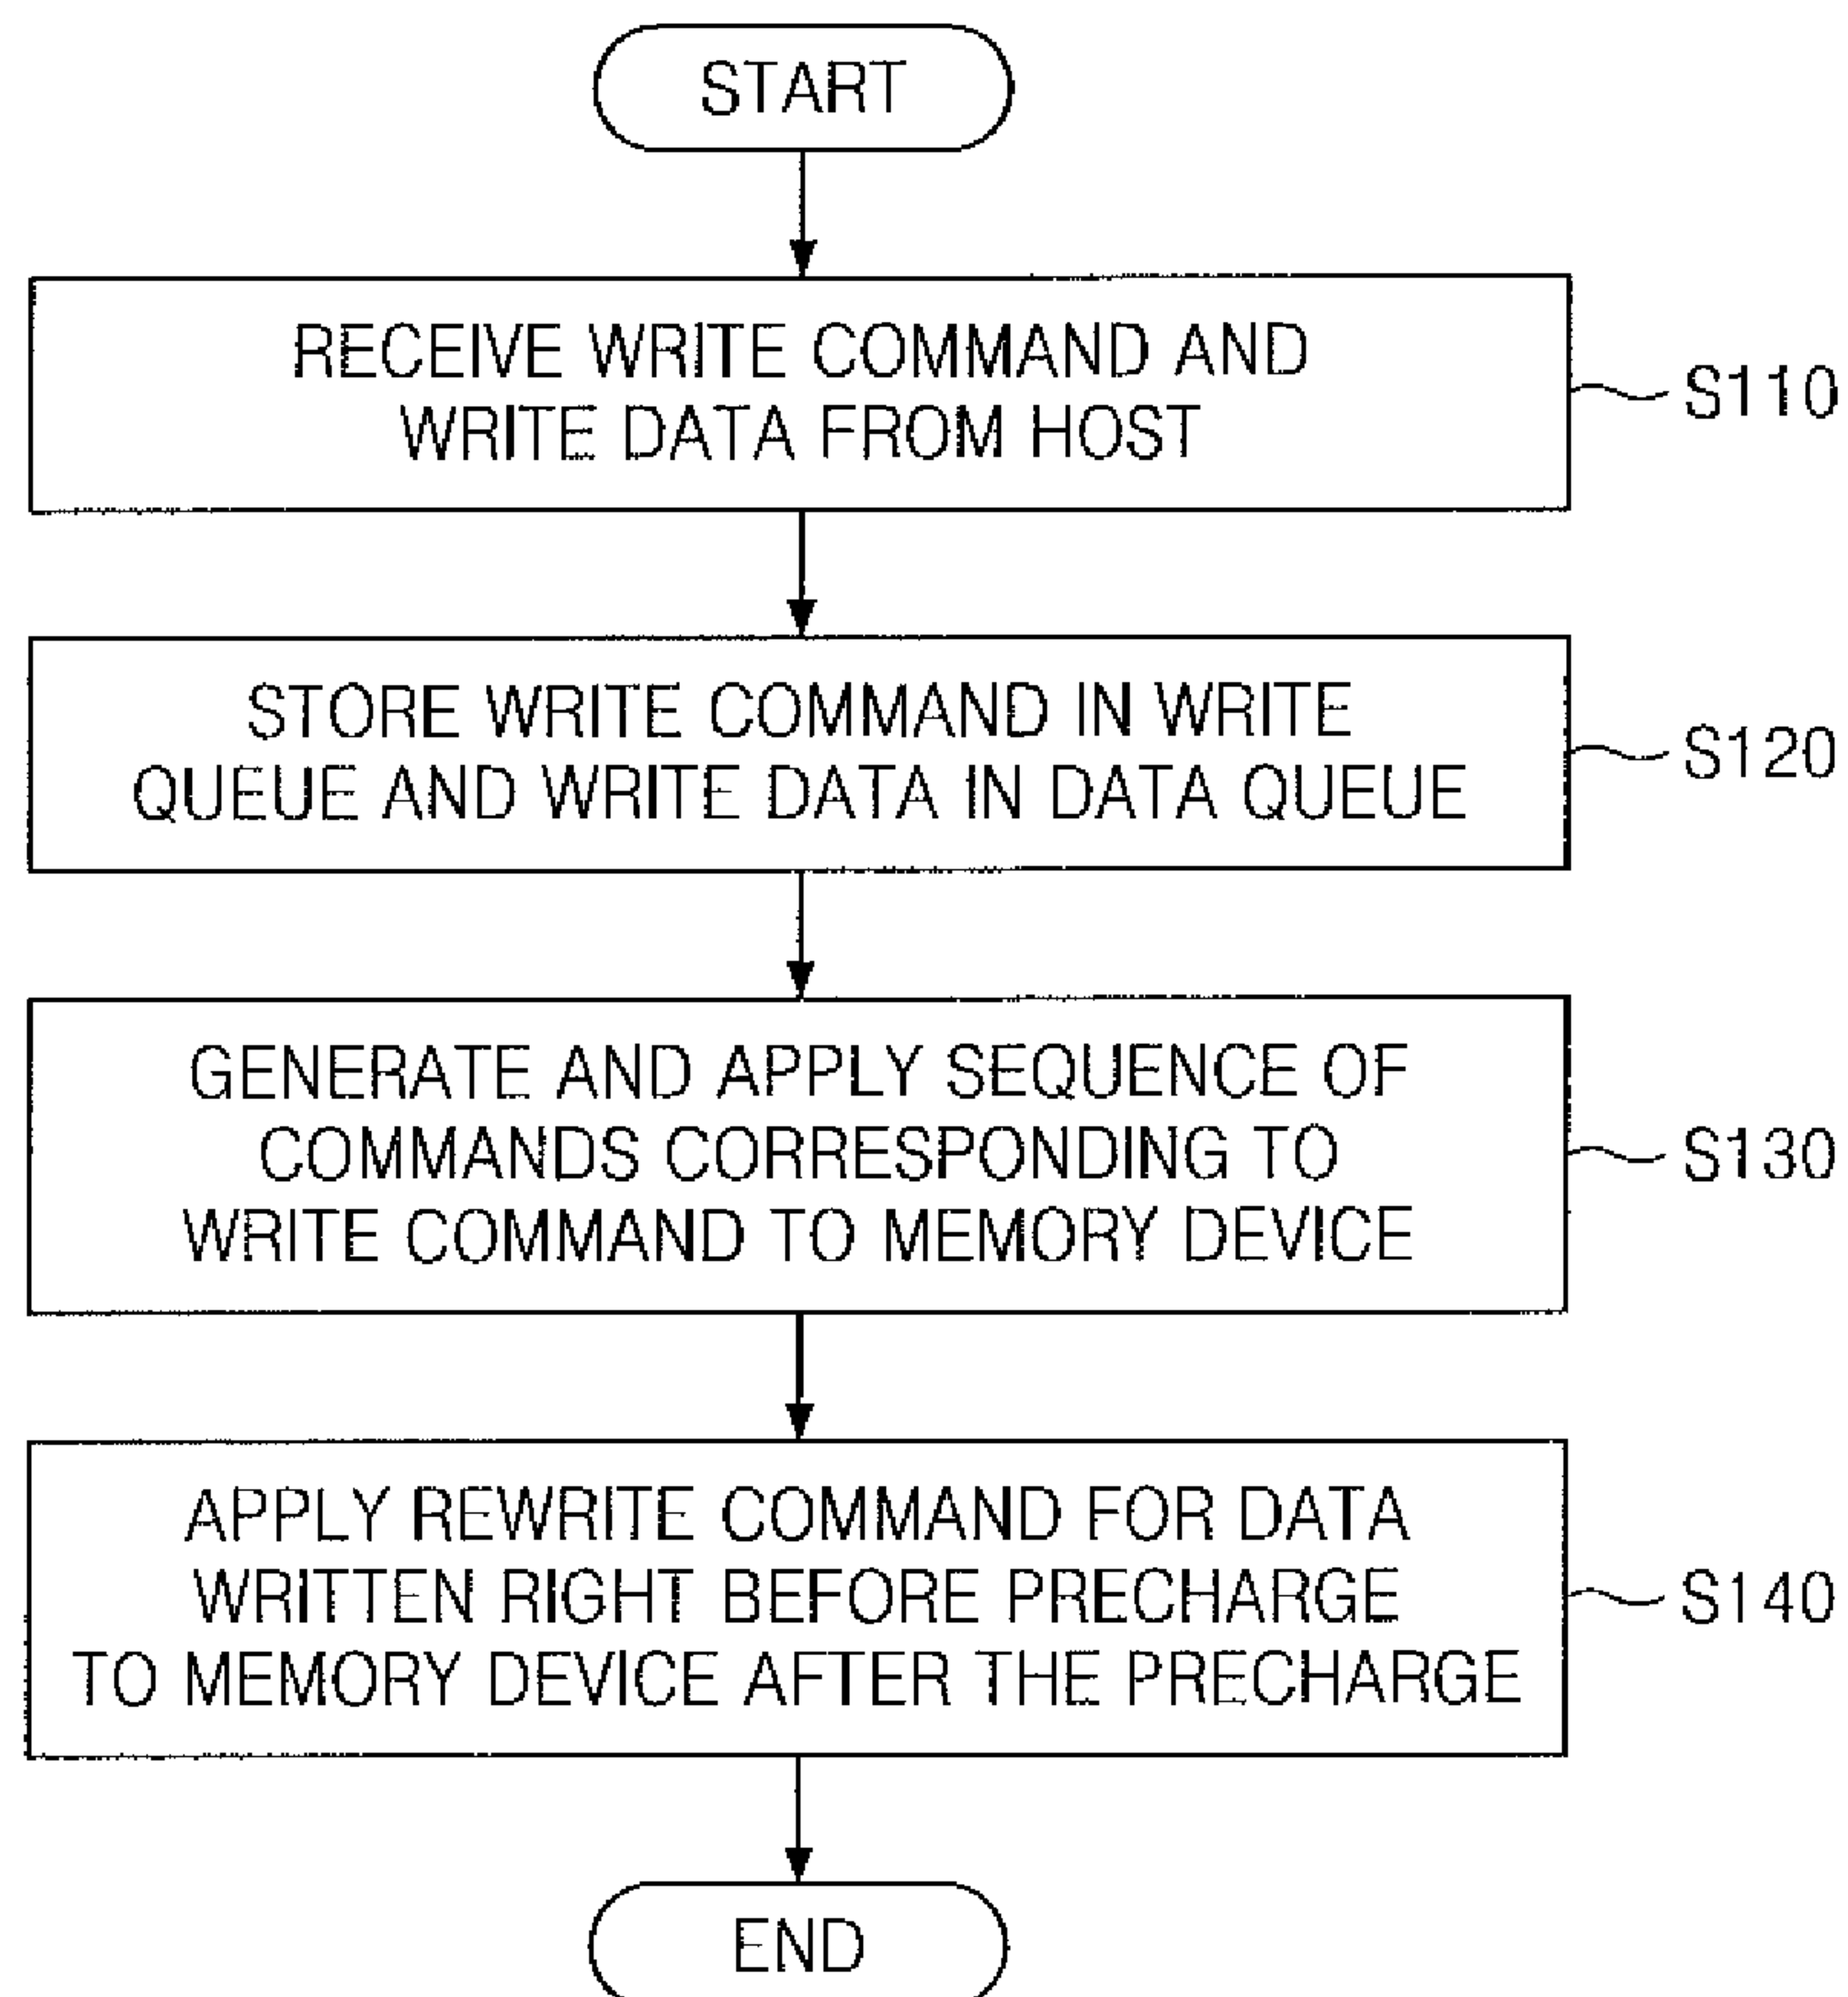 START
RECEIVE WRITE COMMAND AND
WRITE DATA FROM HOST
S110
STORE WRITE COMMAND IN WRITE
QUEUE AND WRITE DATA IN DATA QUEUE
S120
GENERATE AND APPLY SEQUENCE OF
COMMANDS CORRESPONDING TO
WRITE COMMAND TO MEMORY DEVICE
S130
APPLY REWRITE COMMAND FOR DATA
WRITTEN RIGHT BEFORE PRECHARGE
TO MEMORY DEVICE AFTER THE PRECHARGE
S140
END